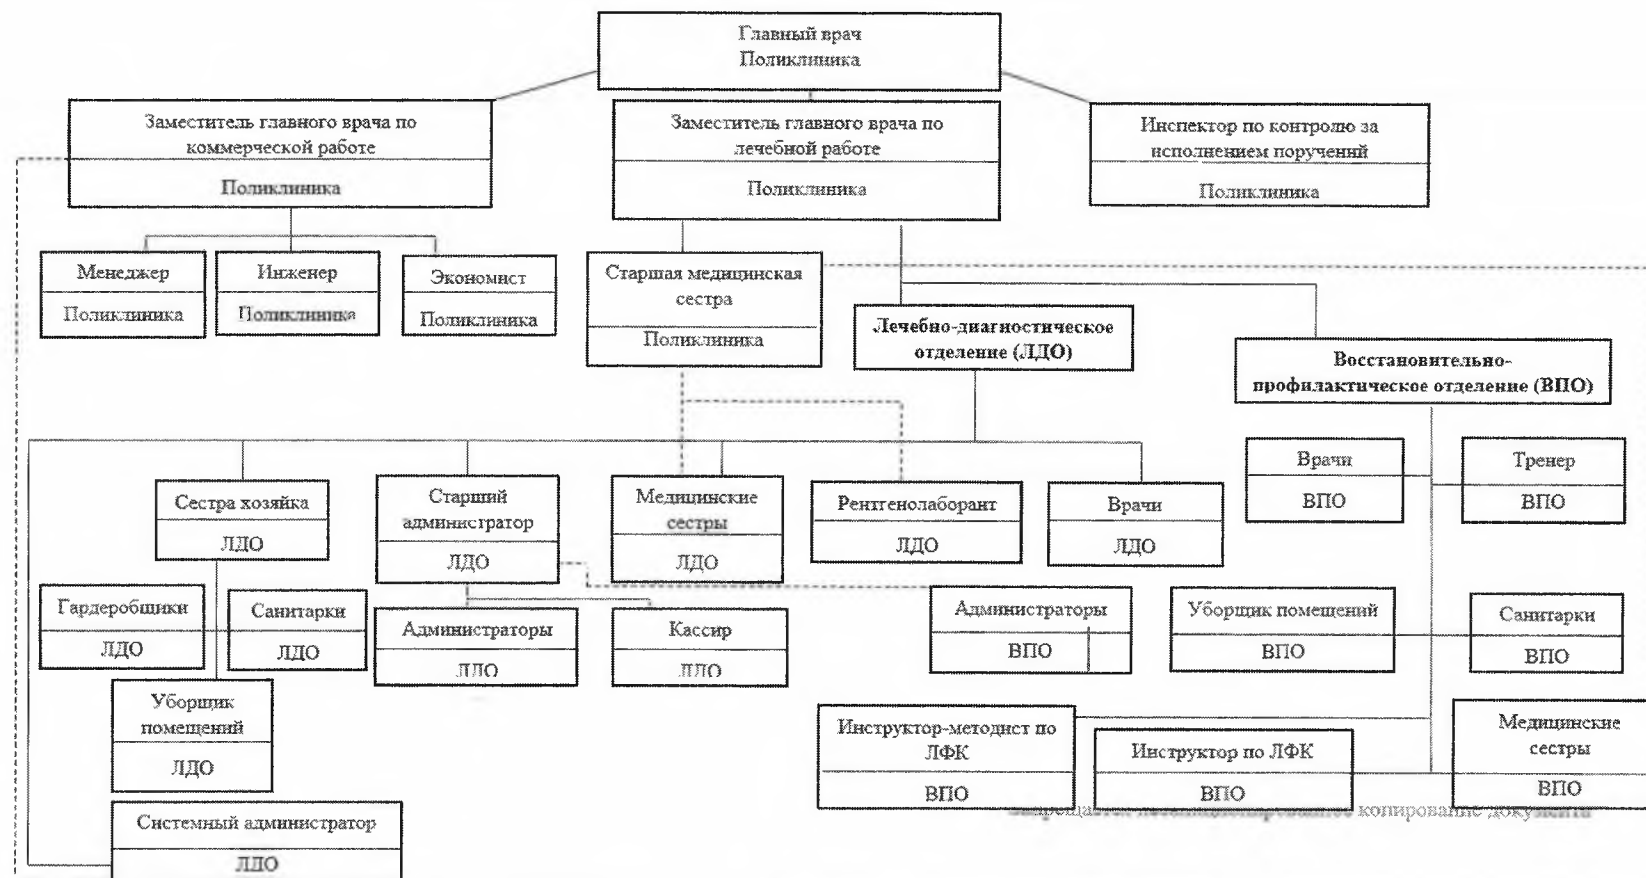 Главный врач
Поликлиника
Заместитель главного врача по
коммерческой работе
Поликлиника
Заместитель главного врача по
лечебной работе
Поликлиника
Инспектор по контролю за
исполнением поручений
Поликлиника
Менеджер
Поликлиника
Инженер
Поликлиника
Экономист
Поликлиника
Старшая медицинская
сестра
Поликлиника
Лечебно-диагностическое
отделение (ЛДО)
Восстановительно-
профилактическое отделение (ВПО)
Врачи
ВПО
Тренер
ВПО
Сестра хозяйка
ЛДО
Старший
администратор
ЛДО
Медицинские
сестры
ЛДО
Рентгенолаборант
ЛДО
Врачи
ЛДО
Гардеробщики
ЛДО
Санитарки
ЛДО
Администраторы
ЛДО
Кассир
ЛДО
Администраторы
ВПО
Уборщик помещений
ВПО
Санитарки
ВПО
Уборщик
помещений
ЛДО
Инструктор-методист по
ЛФК
ВПО
Инструктор по ЛФК
ВПО
Медицинские
сестры
ВПО
копирование документа
Системный администратор
ЛДО